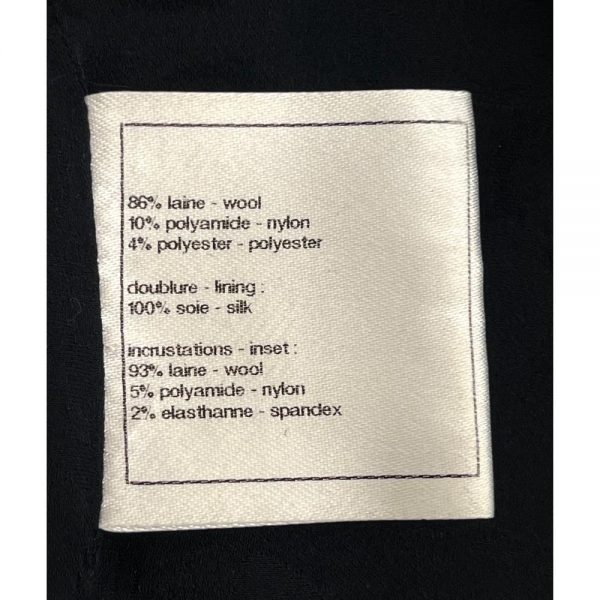 86% laine - wool
10% polyamide - nylon
4% polyester - polyester
doublure - lining :
100% soie - silk
incrustations - inset :
93% laine - wool
5% polyamide - nylon
2% elasthanne - spandex